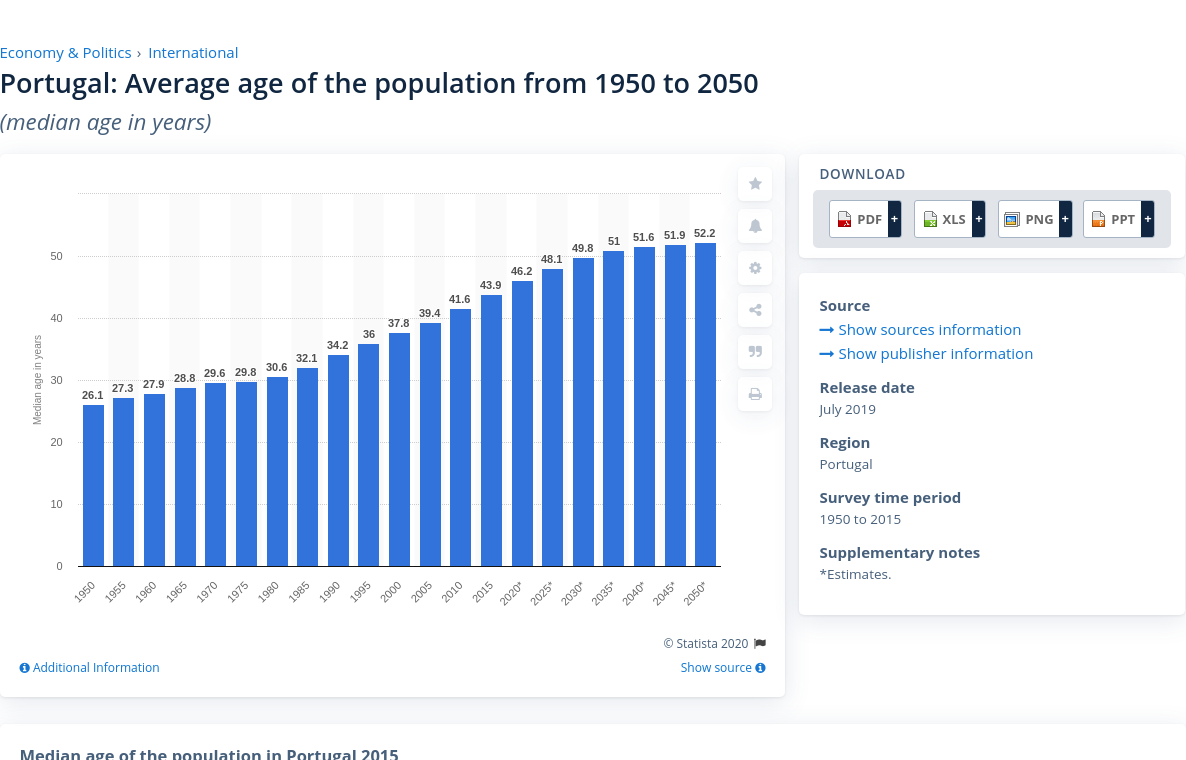 Economy & Politics › International
Portugal: Average age of the population from 1950 to 2050
(median age in years)
Median age in years
50
40
30
20
10
0
26.1
27.3
27.9
28.8
29.6
29.8
30.6
32.1
34.2
36
37.8
39.4
41.6
43.9
46.2
48.1
49.8
51
51.6
51.9
52.2
1950
1955
1960
1965
1970
1975
1980
1985
1990
1995
2000
2005
2010
2015
2020*
2025*
2030*
2035*
2040*
2045*
2050*
© Statista 2020
Additional Information
Show source
DOWNLOAD
PDF + XLS + PNG + PPT +
Source
Show sources information
Show publisher information
Release date
July 2019
Region
Portugal
Survey time period
1950 to 2015
Supplementary notes
*Estimates.
Median age of the population in Portugal 2015